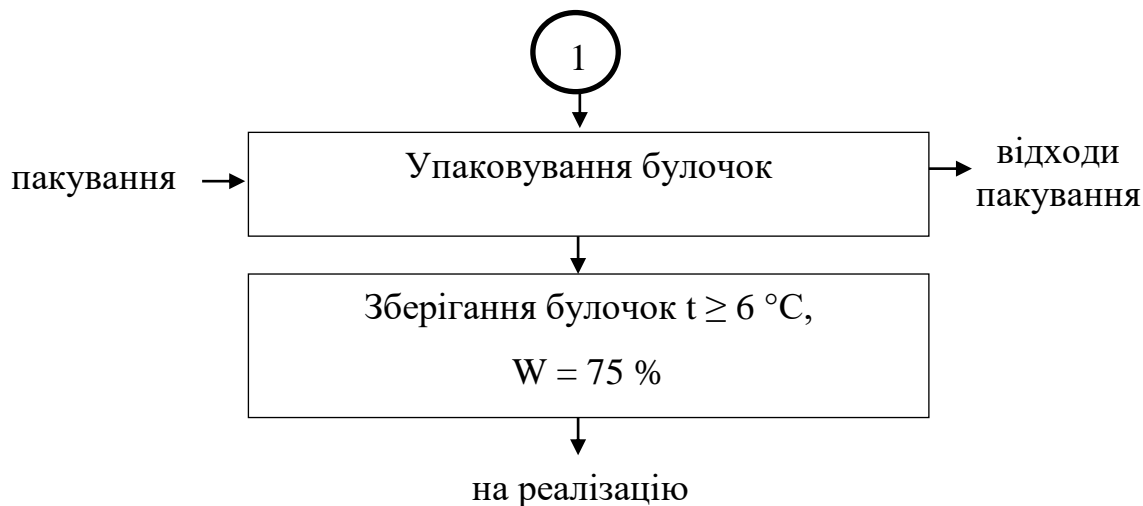 1
пакування
Упаковування булочок
відходи
пакування
Зберігання булочок t ≥ 6 °C,
W = 75 %
на реалізацію